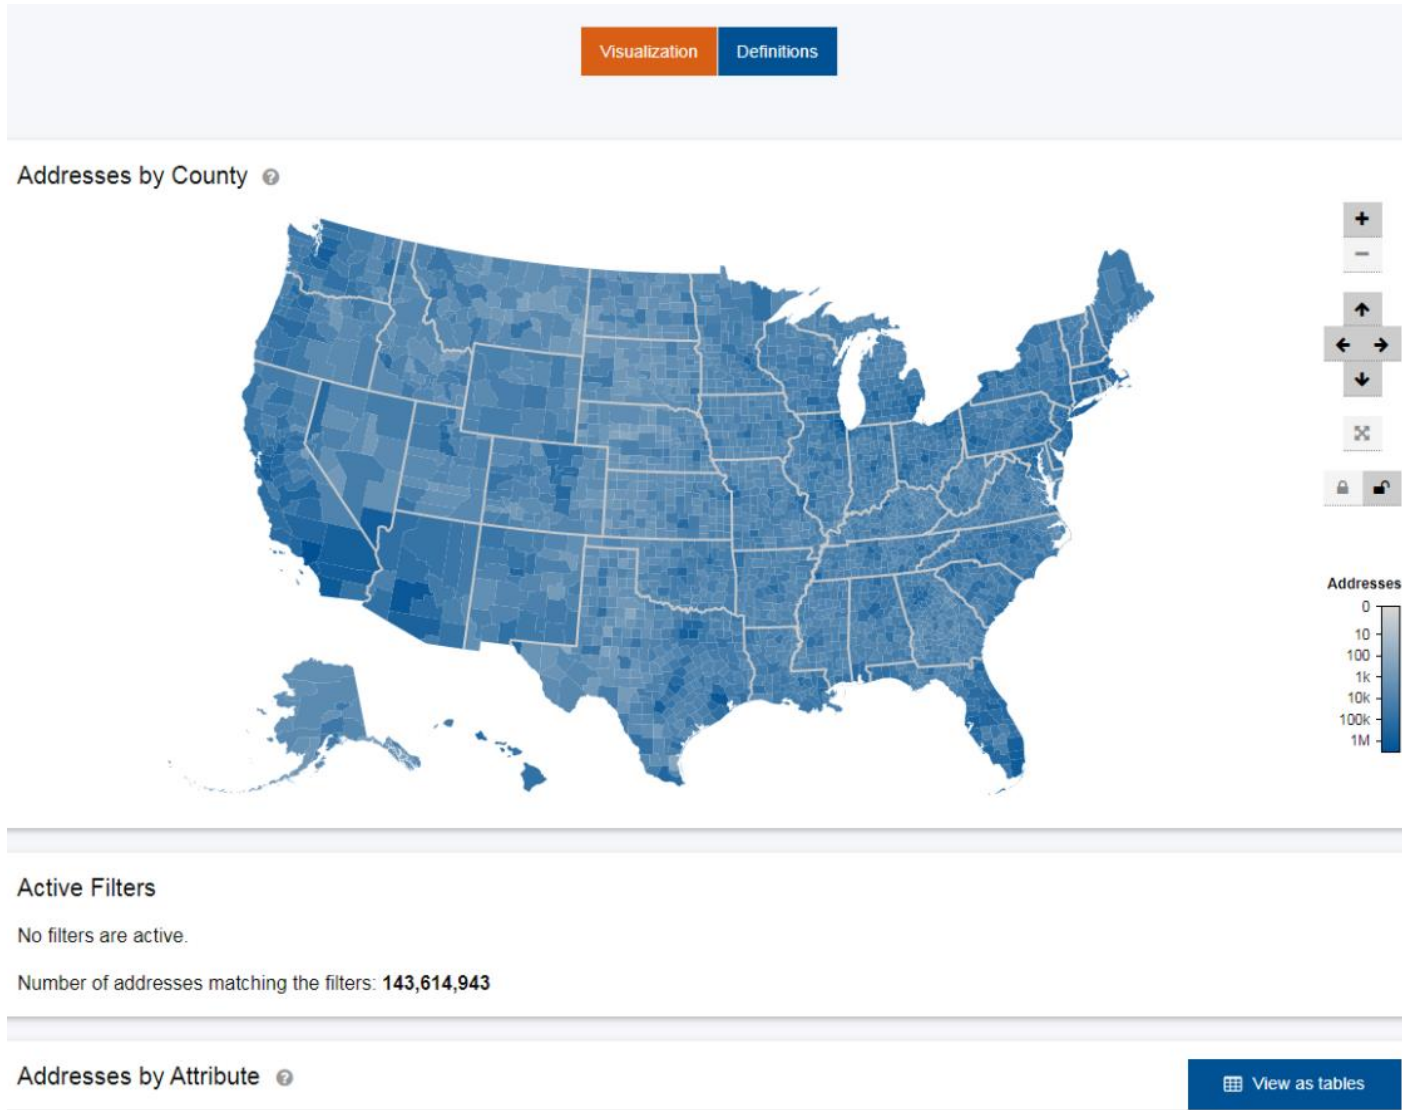 Visualization Definitions
Addresses by County
Addresses
0
10
100
1k
10k
100k
1M
Active Filters
No filters are active.
Number of addresses matching the filters: 143,614,943
Addresses by Attribute
View as tables